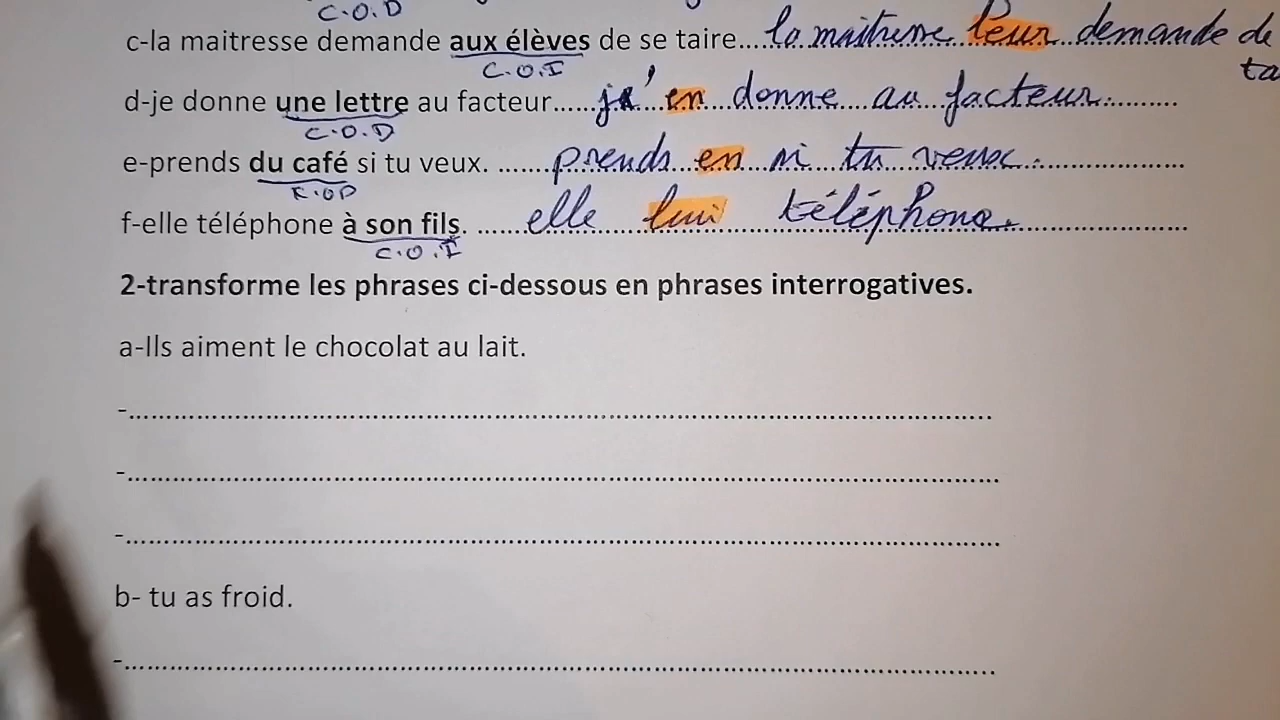 C.O.D
c-la maitresse demande aux élèves de se taire....la maitresse leur demande de
C.O.I ta
d-je donne une lettre au facteur.....j'en donne au facteur.
C.O.D
e-prends du café si tu veux. ......prends en si tu veux.
C.OD
f-elle téléphone à son fils. .....elle lui téléphone.
C.O.I
2-transforme les phrases ci-dessous en phrases interrogatives.
a-Ils aiment le chocolat au lait.
-
-
-
b- tu as froid.
-